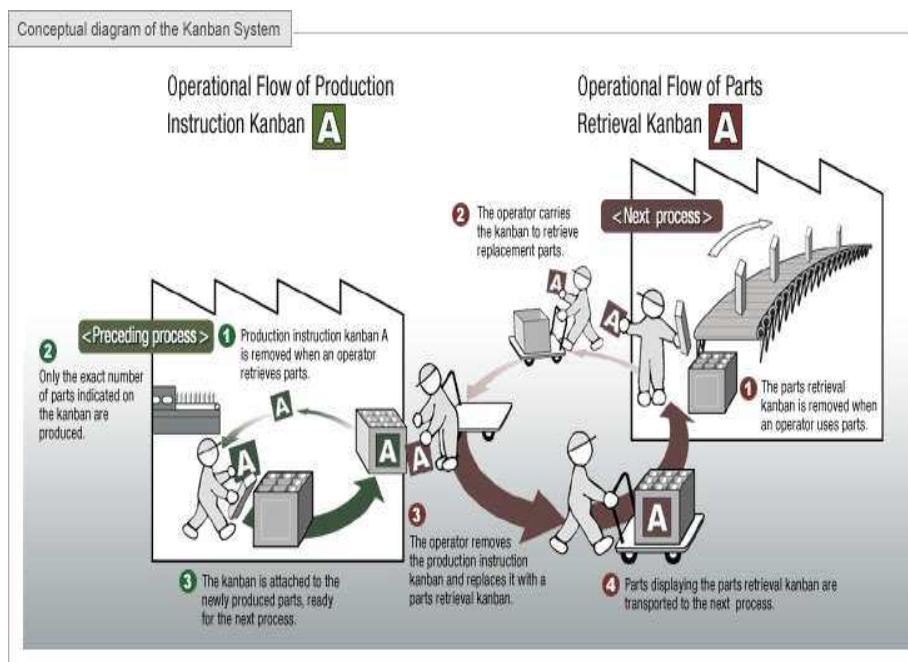 Conceptual diagram of the Kanban System
Operational Flow of Production
Instruction Kanban A
Operational Flow of Parts
Retrieval Kanban A
<Preceding process>
1 Production instruction kanban A
is removed when an operator
retrieves parts.
2
Only the exact number
of parts indicated on
the kanban are
produced.
A
A
A
3 The kanban is attached to the
newly produced parts, ready
for the next process.
<Next process>
1 The parts retrieval
kanban is removed when
an operator uses parts.
A
2 The operator carries
the kanban to retrieve
replacement parts.
A
A
3
The operator removes
the production instruction
kanban and replaces it with a
parts retrieval kanban.
A
4 Parts displaying the parts retrieval kanban are
transported to the next process.